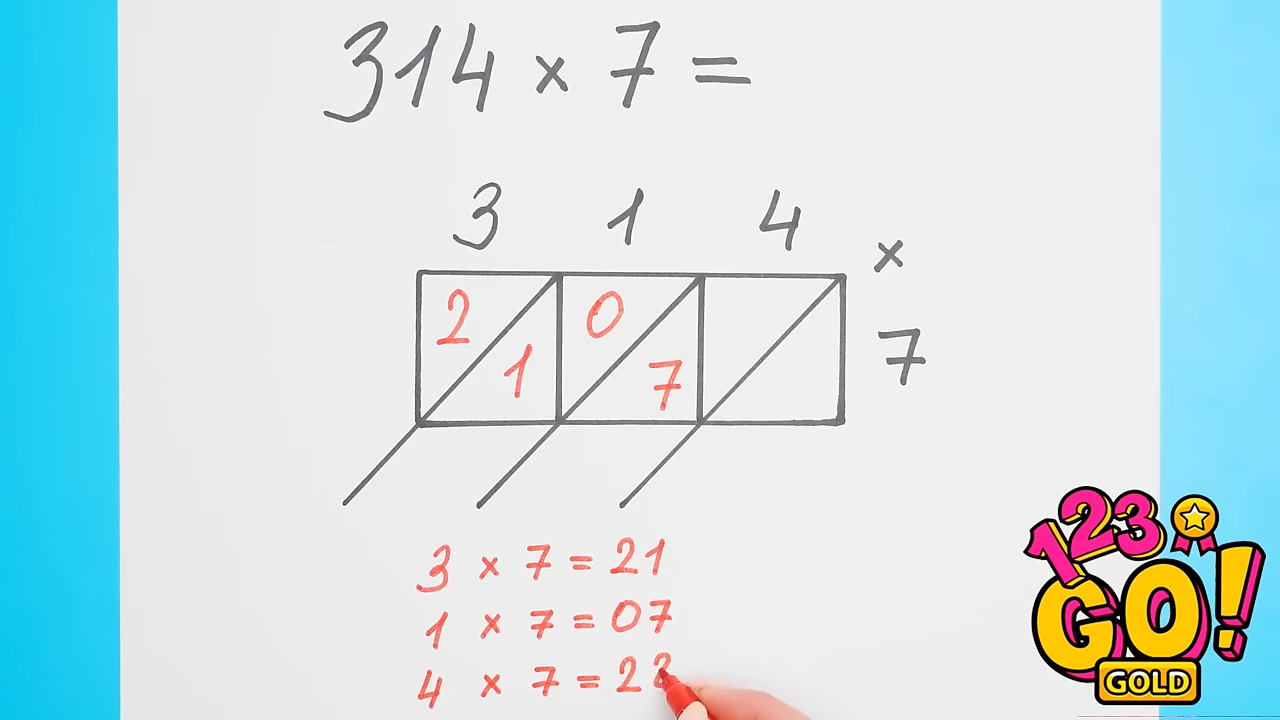 314 × 7 =
3 1 4 ×
2 0
1 7
7
3 × 7 = 21
1 × 7 = 07
4 × 7 = 2
123
GO!
GOLD